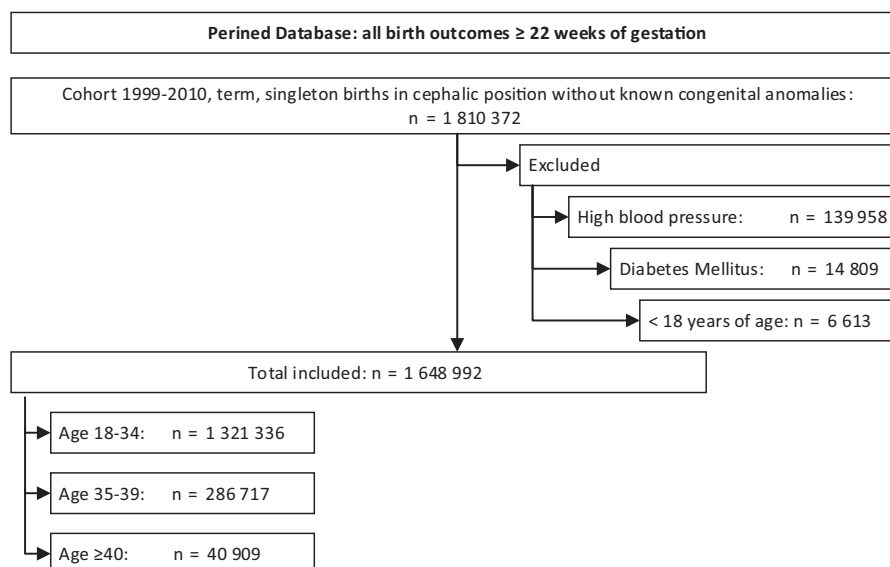 Perined Database: all birth outcomes ≥ 22 weeks of gestation
Cohort 1999-2010, term, singleton births in cephalic position without known congenital anomalies:
n = 1 810 372
Excluded
High blood pressure: n = 139 958
Diabetes Mellitus: n = 14 809
< 18 years of age: n = 6 613
Total included: n = 1 648 992
Age 18-34: n = 1 321 336
Age 35-39: n = 286 717
Age ≥40: n = 40 909